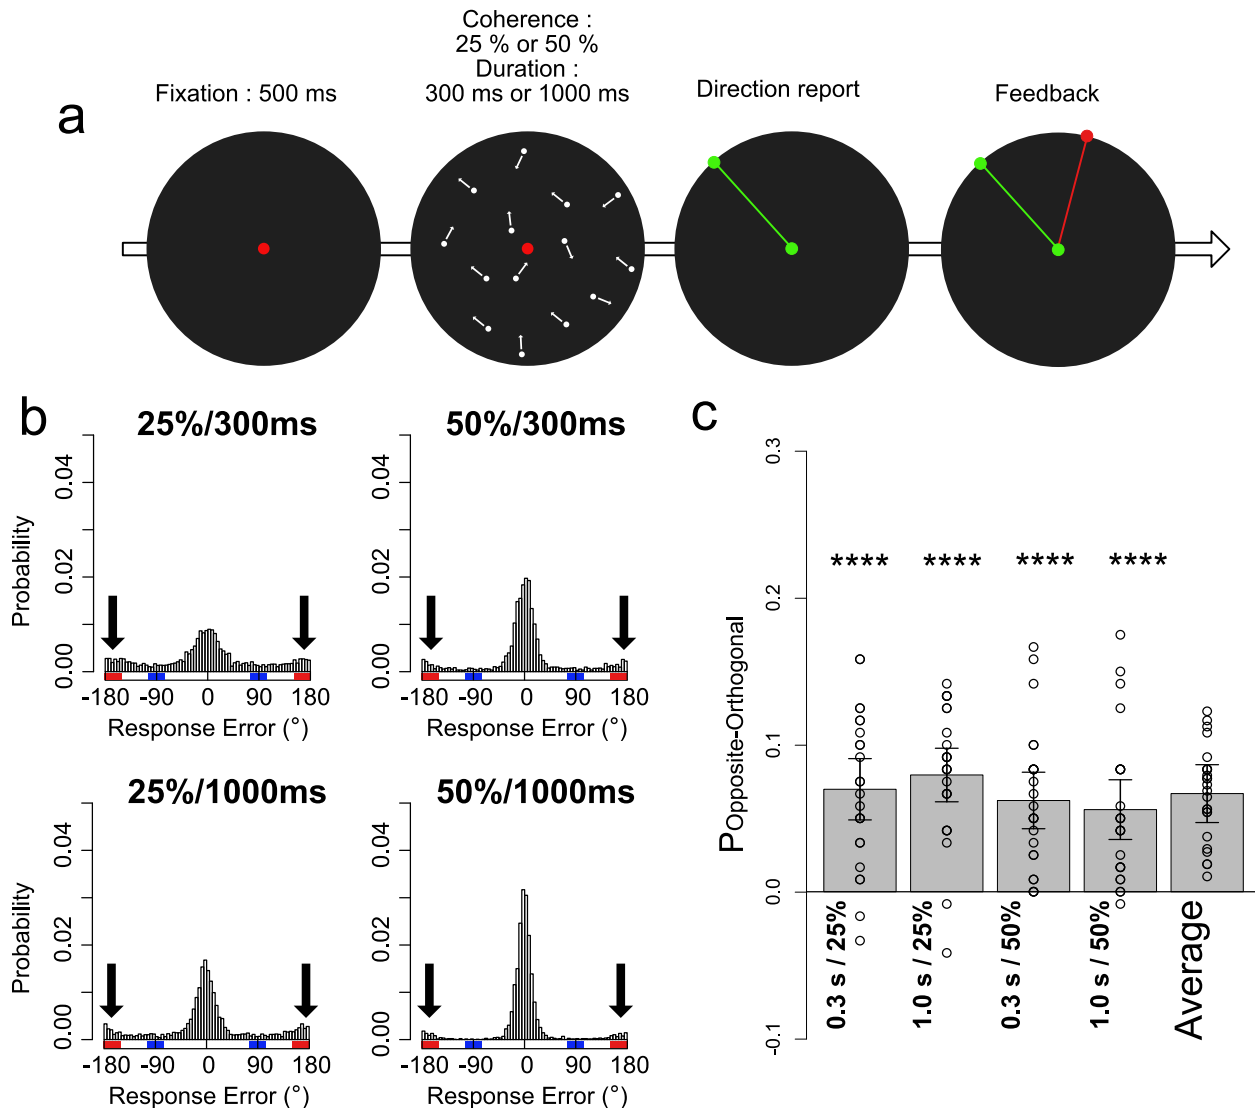 a
Fixation : 500 ms
Coherence :
25 % or 50 %
Duration :
300 ms or 1000 ms
Direction report
Feedback
b
25%/300ms
Probability
0.04
0.02
0.00
-180
-90
0
90
180
Response Error (°)
50%/300ms
0.04
0.02
0.00
-180
-90
0
90
180
Response Error (°)
25%/1000ms
Probability
0.04
0.02
0.00
-180
-90
0
90
180
Response Error (°)
50%/1000ms
0.04
0.02
0.00
-180
-90
0
90
180
Response Error (°)
c
POpposite-Orthogonal
0.3
0.2
0.1
0.0
-0.1
****
****
****
****
0.3 s / 25%
1.0 s / 25%
0.3 s / 50%
1.0 s / 50%
Average